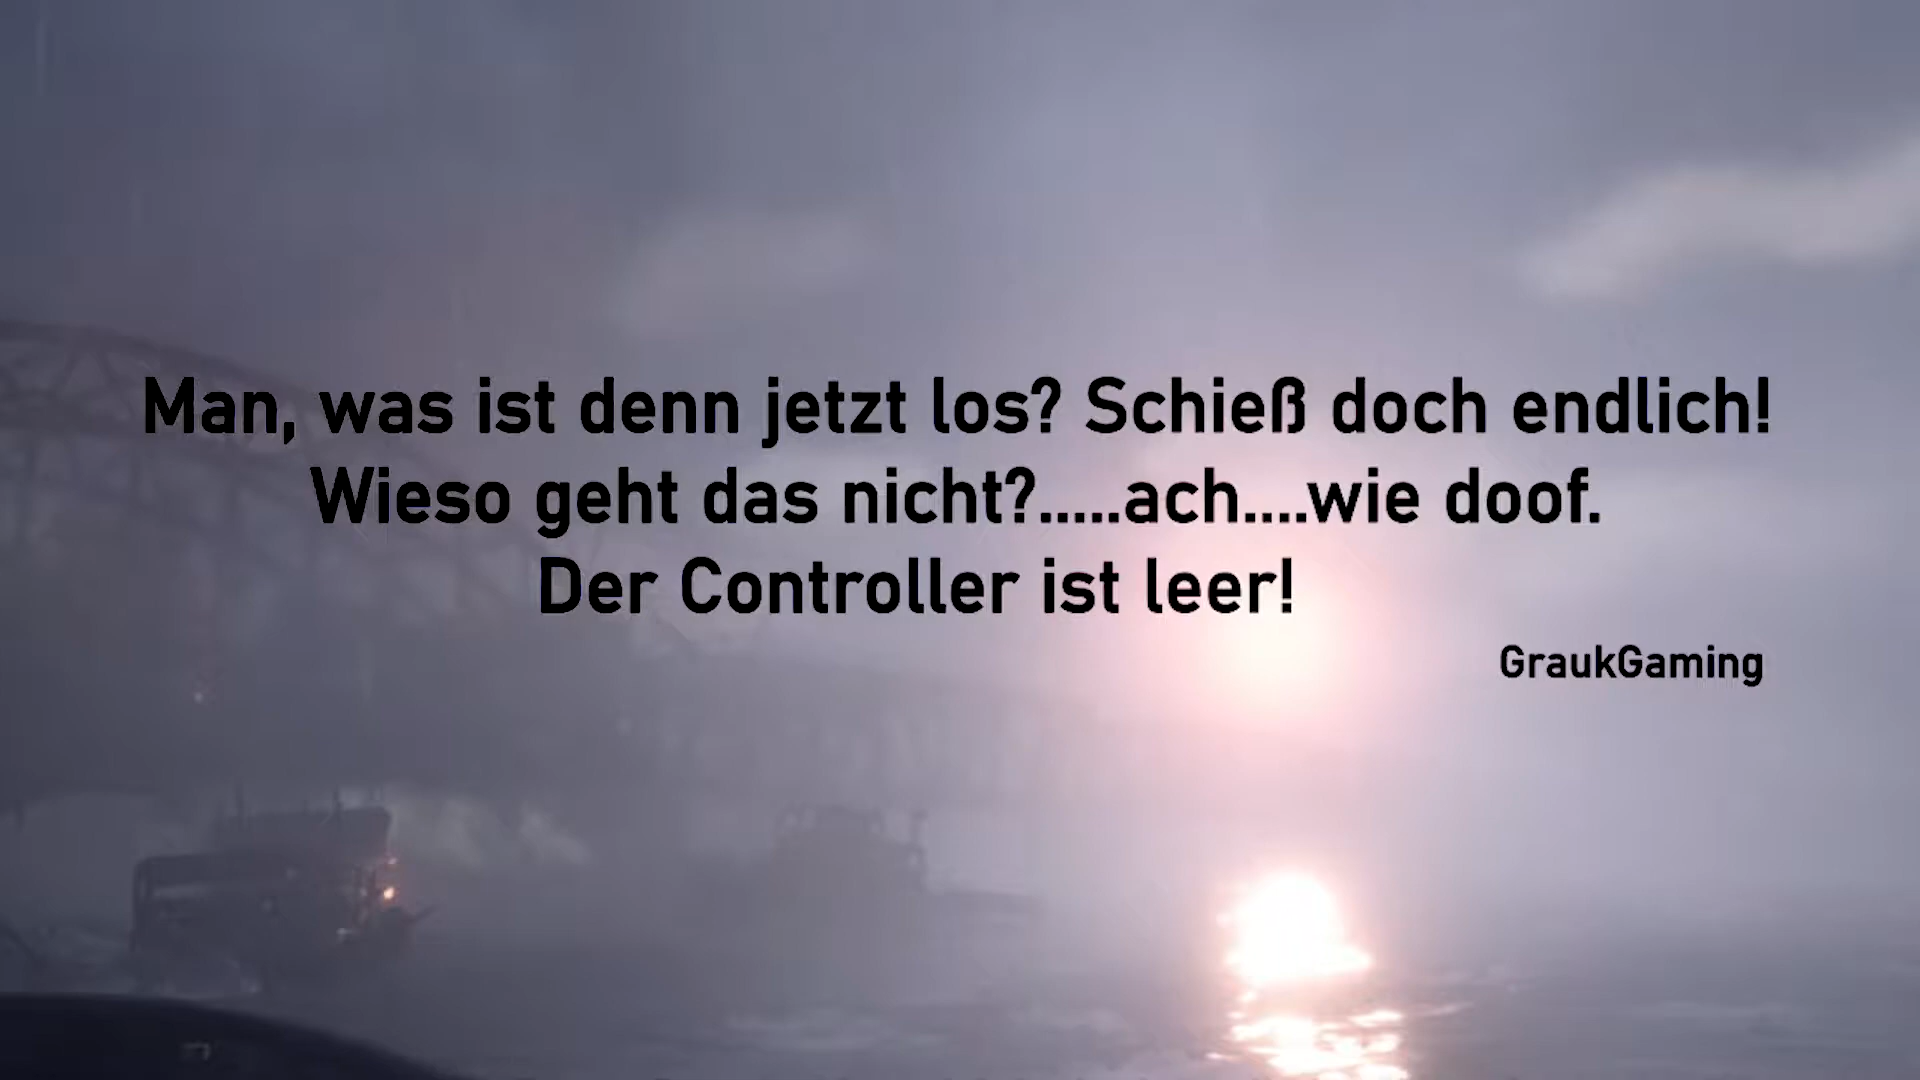 Man, was ist denn jetzt los? Schieß doch endlich!
Wieso geht das nicht?.....ach....wie doof.
Der Controller ist leer!
GraukGaming